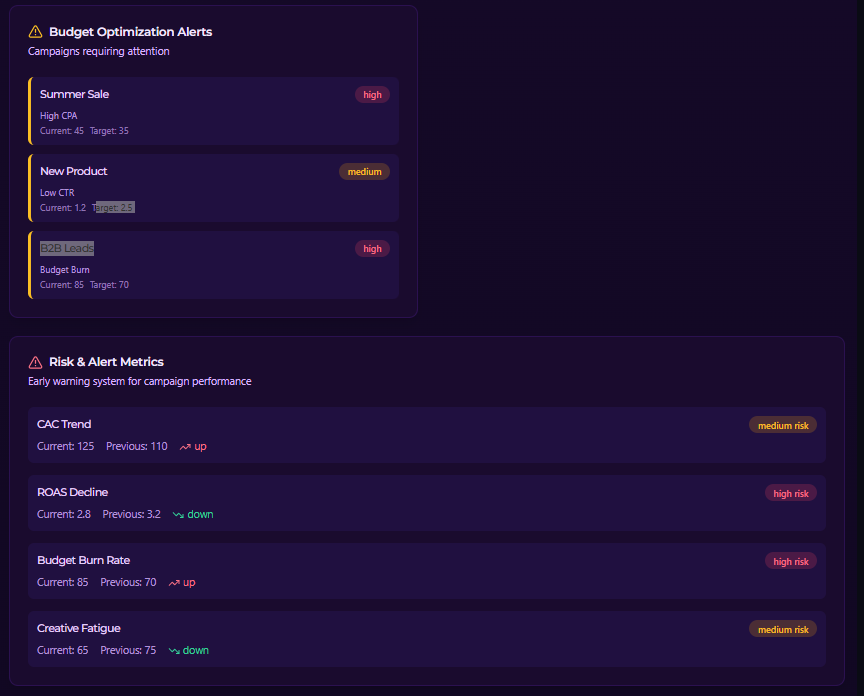 Budget Optimization Alerts
Campaigns requiring attention
Summer Sale high
High CPA
Current: 45 Target: 35
New Product medium
Low CTR
Current: 1.2 Target: 2.5
B2B Leads high
Budget Burn
Current: 85 Target: 70
Risk & Alert Metrics
Early warning system for campaign performance
CAC Trend medium risk
Current: 125 Previous: 110 up
ROAS Decline high risk
Current: 2.8 Previous: 3.2 down
Budget Burn Rate high risk
Current: 85 Previous: 70 up
Creative Fatigue medium risk
Current: 65 Previous: 75 down